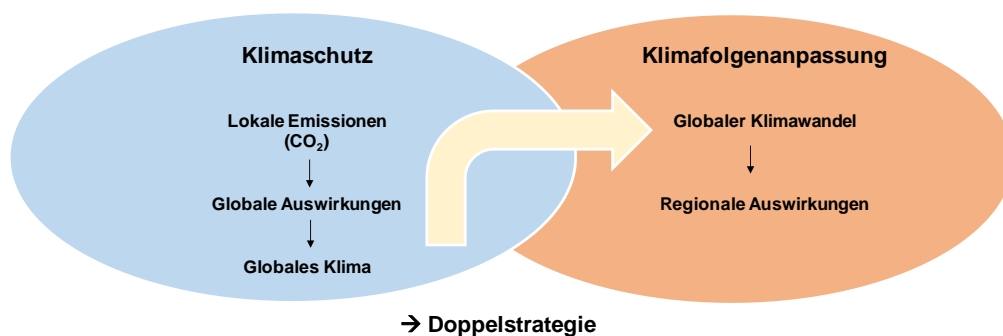 Klimaschutz
Lokale Emissionen
(CO₂)
Globale Auswirkungen
Globales Klima
Klimafolgenanpassung
Globaler Klimawandel
Regionale Auswirkungen
→ Doppelstrategie